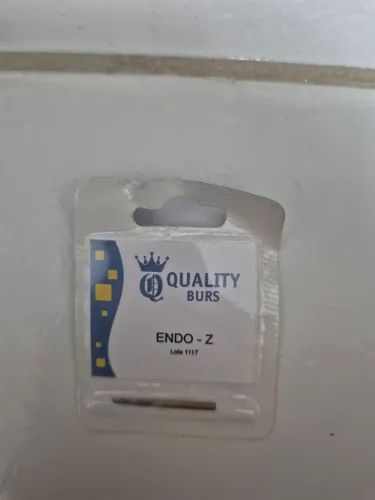 QUALITY
BURS
ENDO - Z
Lote 1117